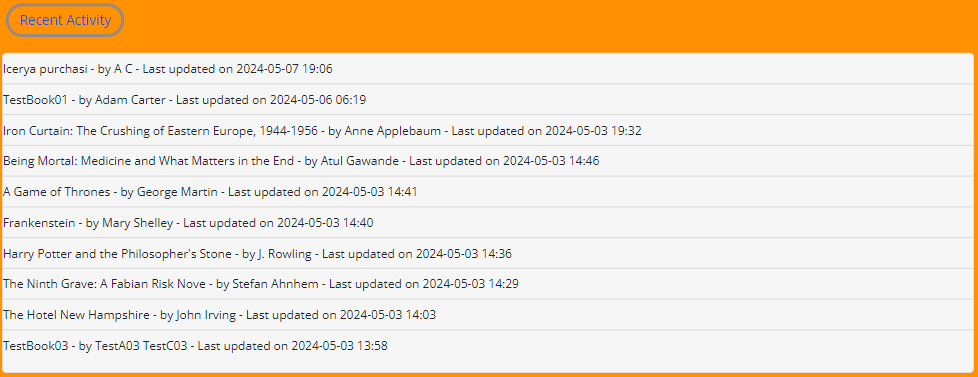 Recent Activity
Icerya purchasi - by A C - Last updated on 2024-05-07 19:06
TestBook01 - by Adam Carter - Last updated on 2024-05-06 06:19
Iron Curtain: The Crushing of Eastern Europe, 1944-1956 - by Anne Applebaum - Last updated on 2024-05-03 19:32
Being Mortal: Medicine and What Matters in the End - by Atul Gawande - Last updated on 2024-05-03 14:46
A Game of Thrones - by George Martin - Last updated on 2024-05-03 14:41
Frankenstein - by Mary Shelley - Last updated on 2024-05-03 14:40
Harry Potter and the Philosopher's Stone - by J. Rowling - Last updated on 2024-05-03 14:36
The Ninth Grave: A Fabian Risk Nove - by Stefan Ahnhem - Last updated on 2024-05-03 14:29
The Hotel New Hampshire - by John Irving - Last updated on 2024-05-03 14:03
TestBook03 - by TestA03 TestC03 - Last updated on 2024-05-03 13:58